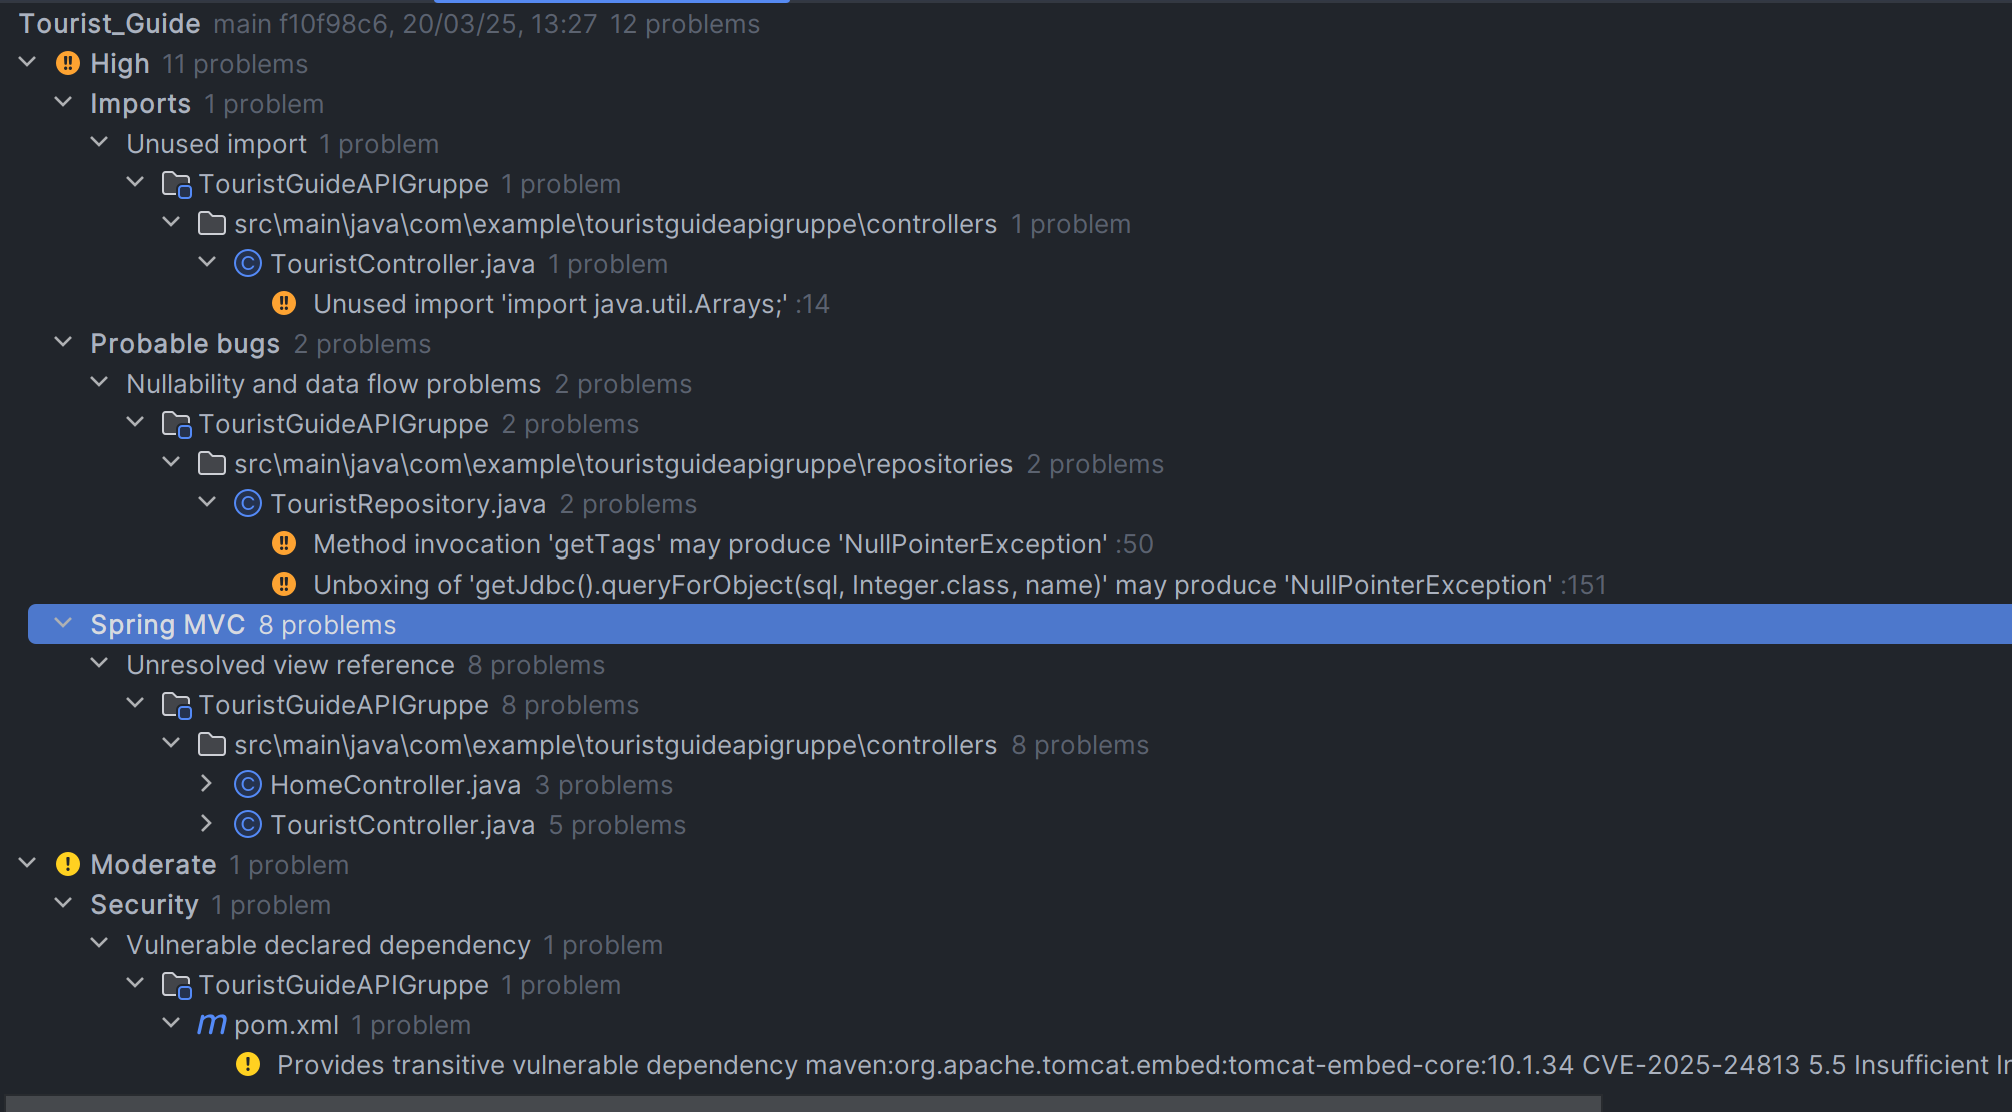 Tourist_Guide main f10f98c6, 20/03/25, 13:27 12 problems
High 11 problems
Imports 1 problem
Unused import 1 problem
TouristGuideAPIGruppe 1 problem
src\main\java\com\example\touristguideapigruppe\controllers 1 problem
TouristController.java 1 problem
Unused import 'import java.util.Arrays;' :14
Probable bugs 2 problems
Nullability and data flow problems 2 problems
TouristGuideAPIGruppe 2 problems
src\main\java\com\example\touristguideapigruppe\repositories 2 problems
TouristRepository.java 2 problems
Method invocation 'getTags' may produce 'NullPointerException' :50
Unboxing of 'getJdbc().queryForObject(sql, Integer.class, name)' may produce 'NullPointerException' :151
Spring MVC 8 problems
Unresolved view reference 8 problems
TouristGuideAPIGruppe 8 problems
src\main\java\com\example\touristguideapigruppe\controllers 8 problems
HomeController.java 3 problems
TouristController.java 5 problems
Moderate 1 problem
Security 1 problem
Vulnerable declared dependency 1 problem
TouristGuideAPIGruppe 1 problem
m pom.xml 1 problem
Provides transitive vulnerable dependency maven:org.apache.tomcat.embed:tomcat-embed-core:10.1.34 CVE-2025-24813 5.5 Insufficient